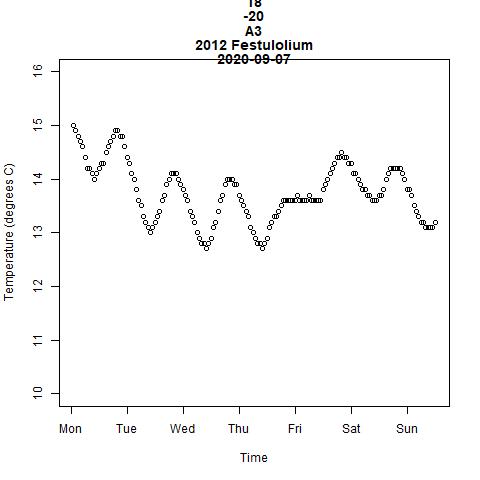 18
-20
A3
2012 Festulolium
2020-09-07
Temperature (degrees C)
16
15
14
13
12
11
10
Mon Tue Wed Thu Fri Sat Sun
Time